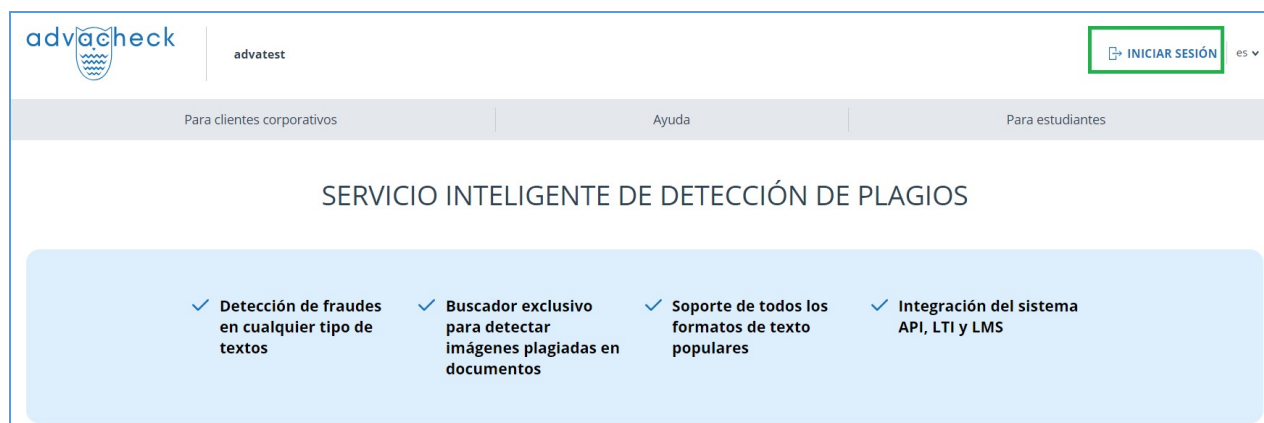 advacheck
advatest
INICIAR SESIÓN
es
Para clientes corporativos
Ayuda
Para estudiantes
SERVICIO INTELIGENTE DE DETECCIÓN DE PLAGIOS
Detección de fraudes
en cualquier tipo de
textos
Buscador exclusivo
para detectar
imágenes plagiadas en
documentos
Soporte de todos los
formatos de texto
populares
Integración del sistema
API, LTI y LMS